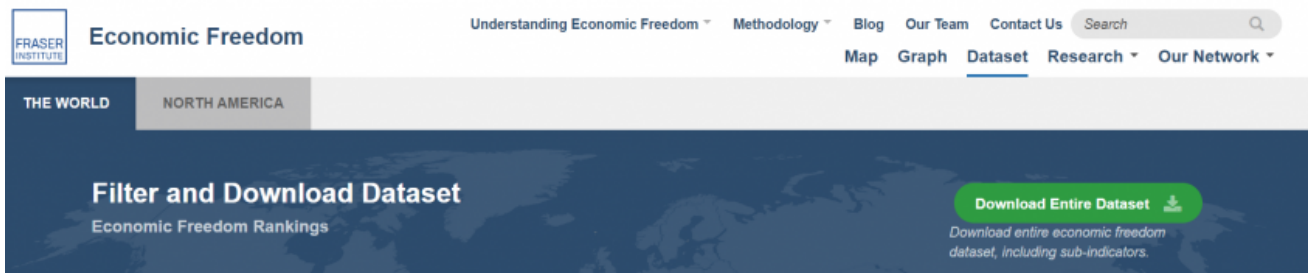 FRASER
INSTITUTE
Economic Freedom
Understanding Economic Freedom Methodology Blog Our Team Contact Us Search
Map Graph Dataset Research Our Network
THE WORLD NORTH AMERICA
Filter and Download Dataset
Economic Freedom Rankings
Download Entire Dataset
Download entire economic freedom
dataset, including sub-indicators.